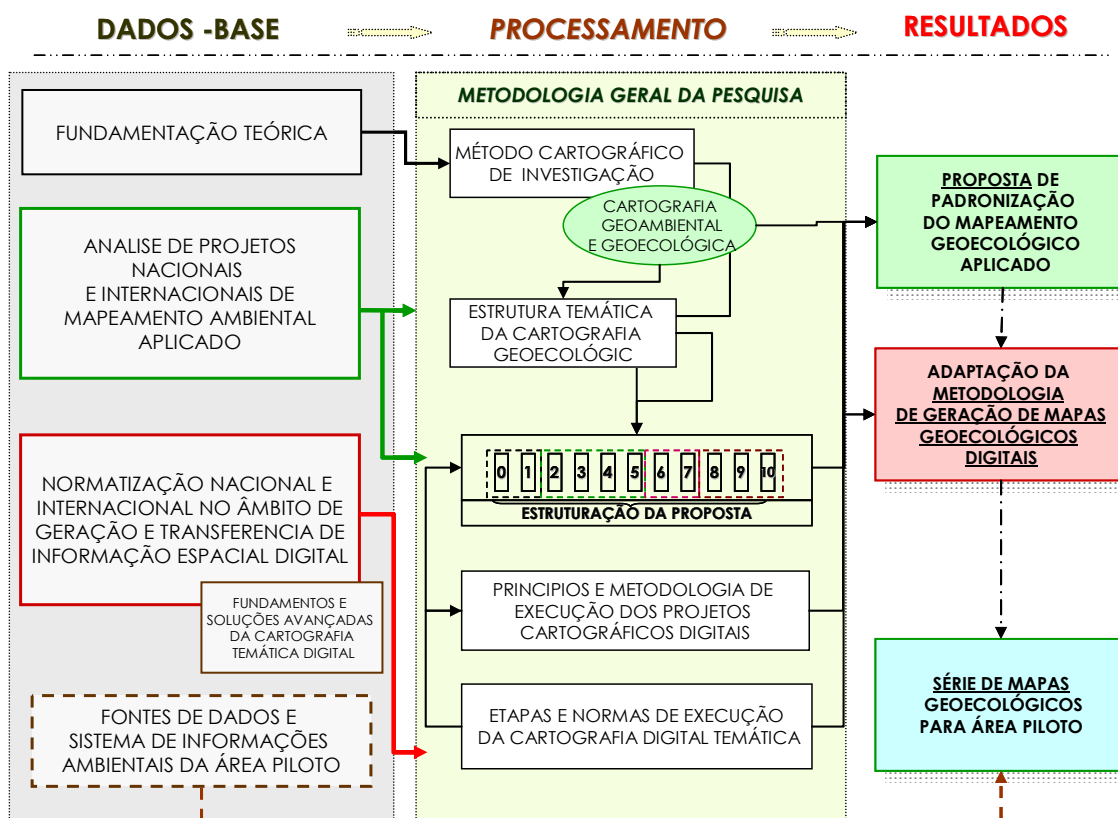 DADOS -BASE
PROCESSAMENTO
RESULTADOS
FUNDAMENTAÇÃO TEÓRICA
ANALISE DE PROJETOS
NACIONAIS
E INTERNACIONAIS DE
MAPEAMENTO AMBIENTAL
APLICADO
NORMATIZAÇÃO NACIONAL E
INTERNACIONAL NO ÂMBITO DE
GERAÇÃO E TRANSFERENCIA DE
INFORMAÇÃO ESPACIAL DIGITAL
FUNDAMENTOS E
SOLUÇÕES AVANÇADAS
DA CARTOGRAFIA
TEMÁTICA DIGITAL
FONTES DE DADOS E
SISTEMA DE INFORMAÇÕES
AMBIENTAIS DA ÁREA PILOTO
METODOLOGIA GERAL DA PESQUISA
MÉTODO CARTOGRÁFICO
DE INVESTIGAÇÃO
CARTOGRAFIA
GEOAMBIENTAL
E GEOECOLÓGICA
ESTRUTURA TEMÁTICA
DA CARTOGRAFIA
GEOECOLÓGIC
0 1 2 3 4 5 6 7 8 9 10
ESTRUTURAÇÃO DA PROPOSTA
PRINCIPIOS E METODOLOGIA DE
EXECUÇÃO DOS PROJETOS
CARTOGRÁFICOS DIGITAIS
ETAPAS E NORMAS DE EXECUÇÃO
DA CARTOGRAFIA DIGITAL TEMÁTICA
PROPOSTA DE
PADRONIZAÇÃO
DO MAPEAMENTO
GEOECOLÓGICO
APLICADO
ADAPTAÇÃO DA
METODOLOGIA
DE GERAÇÃO DE MAPAS
GEOECOLÓGICOS
DIGITAIS
SÉRIE DE MAPAS
GEOECOLÓGICOS
PARA ÁREA PILOTO